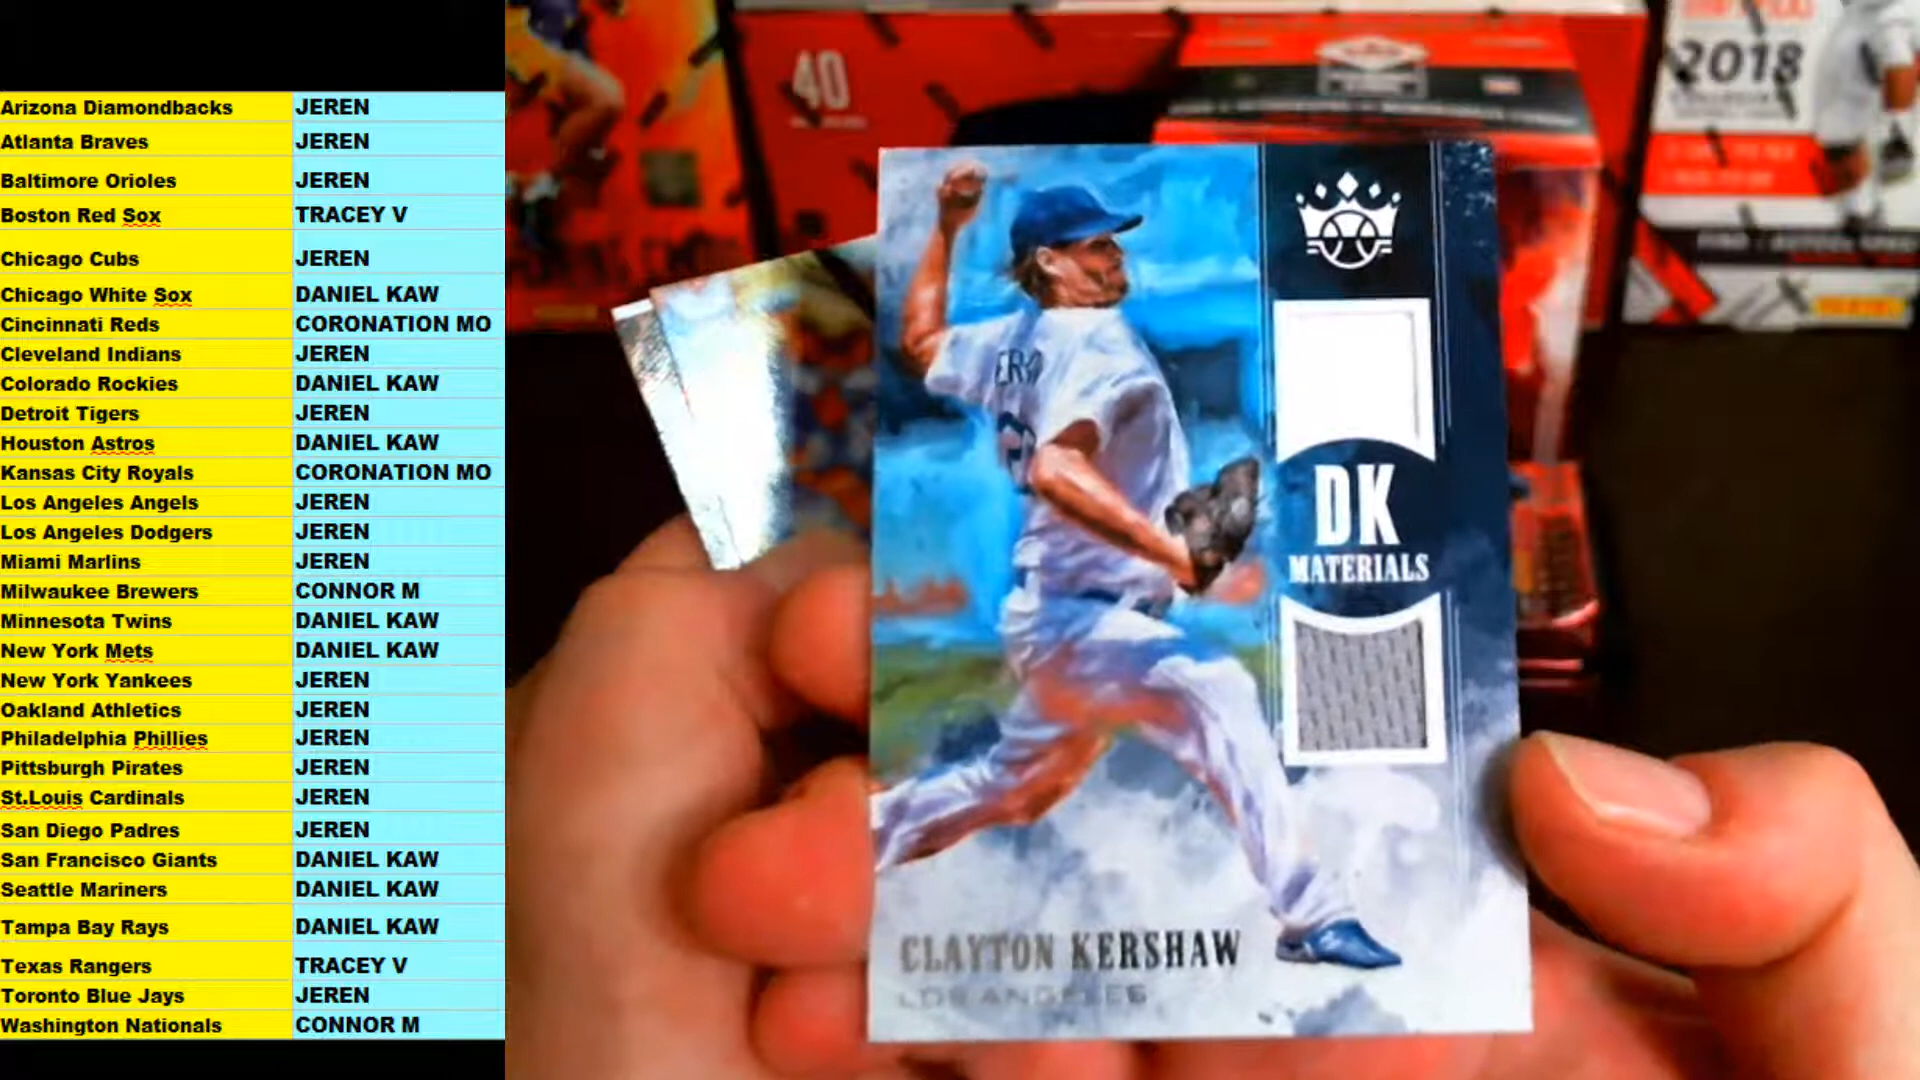 Arizona Diamondbacks JEREN
Atlanta Braves JEREN
Baltimore Orioles JEREN
Boston Red Sox TRACEY V
Chicago Cubs JEREN
Chicago White Sox DANIEL KAW
Cincinnati Reds CORONATION MO
Cleveland Indians JEREN
Colorado Rockies DANIEL KAW
Detroit Tigers JEREN
Houston Astros DANIEL KAW
Kansas City Royals CORONATION MO
Los Angeles Angels JEREN
Los Angeles Dodgers JEREN
Miami Marlins JEREN
Milwaukee Brewers CONNOR M
Minnesota Twins DANIEL KAW
New York Mets DANIEL KAW
New York Yankees JEREN
Oakland Athletics JEREN
Philadelphia Phillies JEREN
Pittsburgh Pirates JEREN
St.Louis Cardinals JEREN
San Diego Padres JEREN
San Francisco Giants DANIEL KAW
Seattle Mariners DANIEL KAW
Tampa Bay Rays DANIEL KAW
Texas Rangers TRACEY V
Toronto Blue Jays JEREN
Washington Nationals CONNOR M
40
2018
DK
MATERIALS
CLAYTON KERSHAW
LOS ANGELES